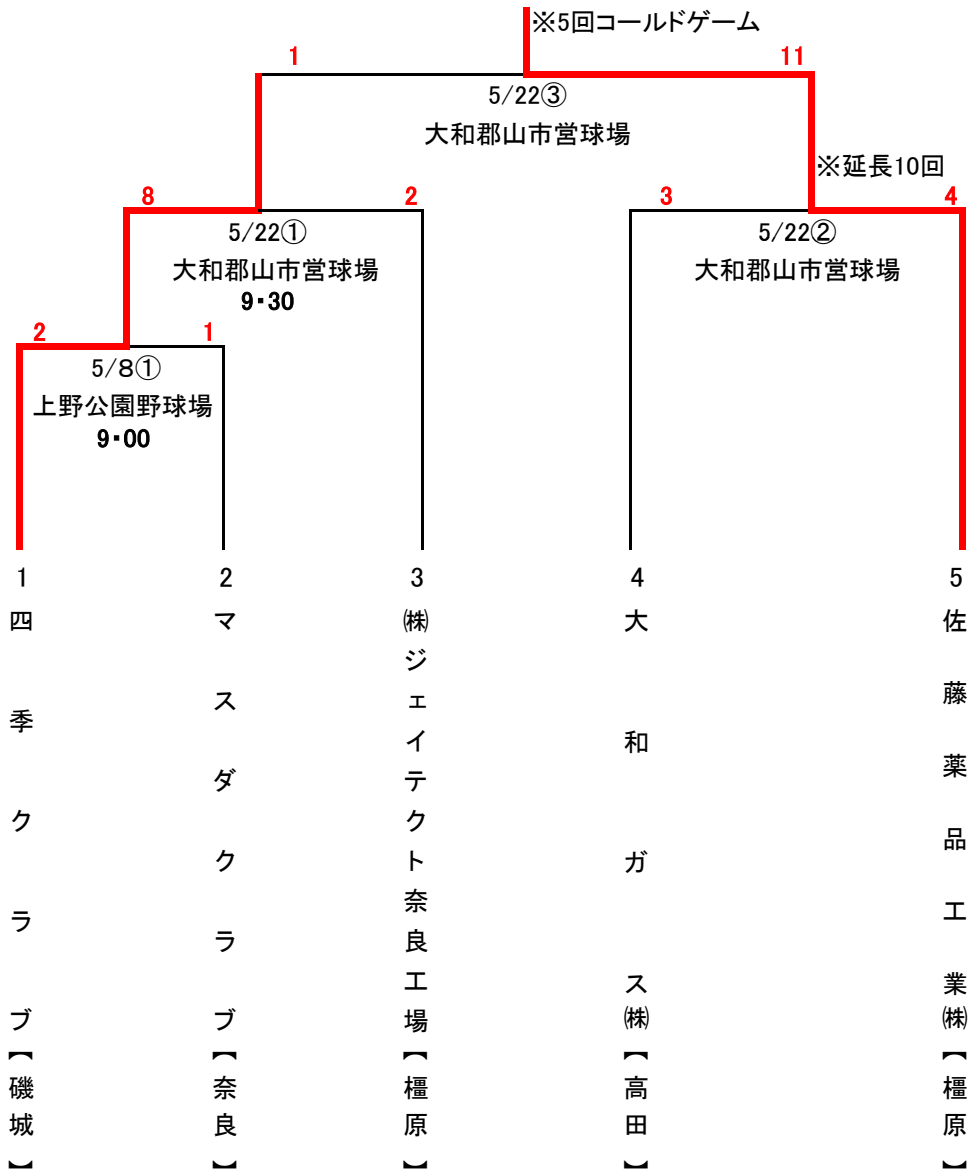 ※5回コールドゲーム
1
11
5/22③
大和郡山市営球場
※延長10回
8
2
3
4
5/22①
大和郡山市営球場
9・30
5/22②
大和郡山市営球場
2
1
5/8①
上野公園野球場
9・00
1
四季クラブ【磯城】
2
マスダクラブ【奈良】
3
㈱ジェイテクト奈良工場【橿原】
4
大和ガス㈱【高田】
5
佐藤薬品工業㈱【橿原】